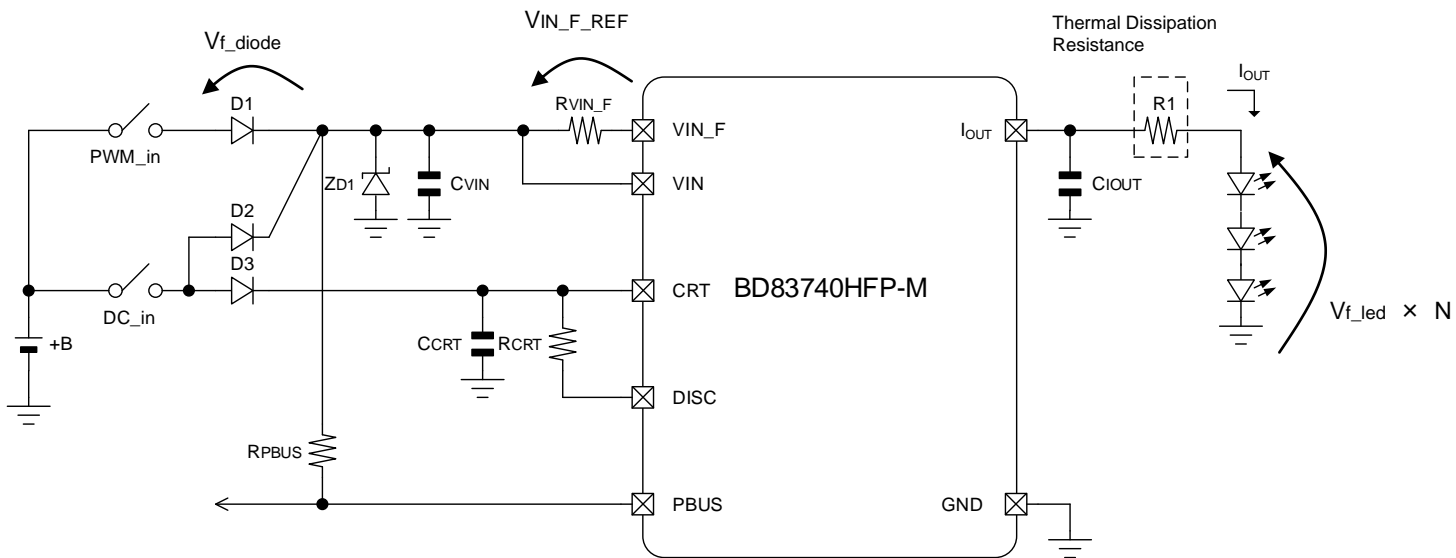 Thermal Dissipation
Resistance
VIN_F_REF
Vf_diode
IOUT
D1
RVIN_F
R1
VIN_F
IOUT
PWM_in
ZD1
CVIN
VIN
CIOUT
D2
D3
CRT
BD83740HFP-M
DC_in
Vf_led × N
+B
CCRT
RCRT
DISC
RPBUS
PBUS
GND